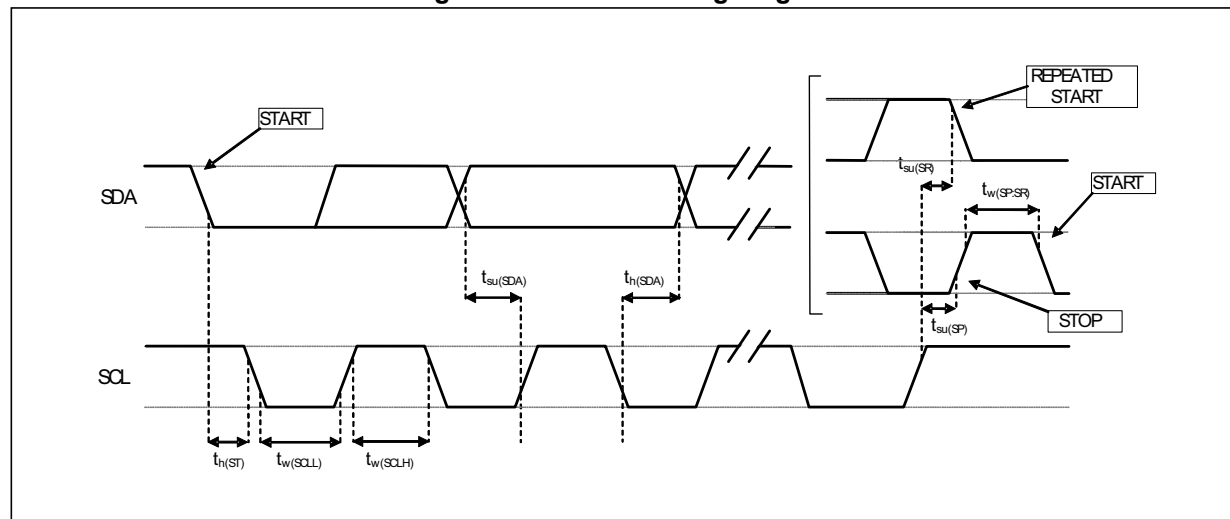 REPEATED
START
START
t_su(SR)
t_w(SP:SR)
START
SDA
t_su(SDA)
t_h(SDA)
t_su(SP)
STOP
SCL
t_h(ST)
t_w(SCLL)
t_w(SCLH)